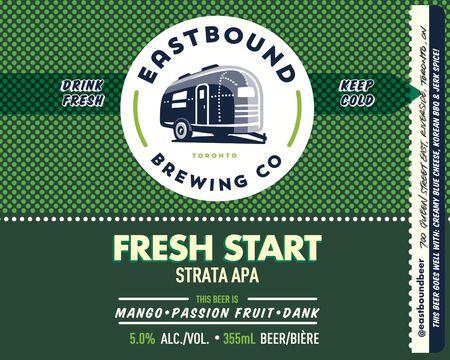 EASTBOUND
DRINK
FRESH
KEEP
COLD
TORONTO
BREWING CO
FRESH START
STRATA APA
THIS BEER IS
MANGO•PASSION FRUIT•DANK
5.0% ALC./VOL. • 355mL BEER/BIÈRE
@eastboundbeer 700 QUEEN STREET EAST, RIVERSIDE, TORONTO, ON
THIS BEER GOES WELL WITH: CREAMY BLUE CHEESE, KOREAN BBQ & JERK SPICE!